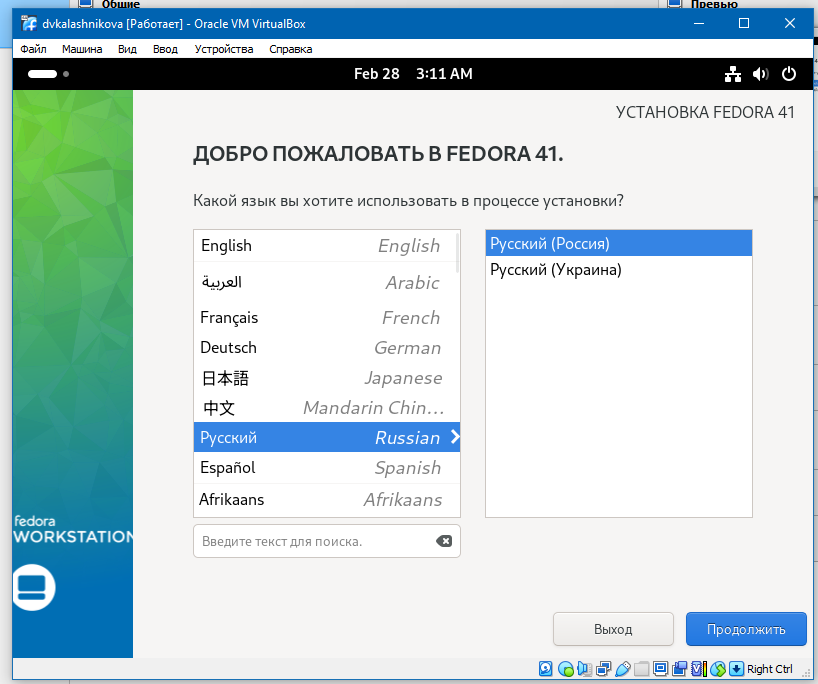 Общие
Превью
dvkalashnikova [Работает] - Oracle VM VirtualBox
Файл Машина Вид Ввод Устройства Справка
Feb 28 3:11 AM
УСТАНОВКА FEDORA 41
ДОБРО ПОЖАЛОВАТЬ В FEDORA 41.
Какой язык вы хотите использовать в процессе установки?
English English
العربية Arabic
Français French
Deutsch German
日本語 Japanese
中文 Mandarin Chin...
Русский Russian
Español Spanish
Afrikaans Afrikaans
Русский (Россия)
Русский (Украина)
Введите текст для поиска.
fedora
WORKSTATION
Выход Продолжить
Right Ctrl